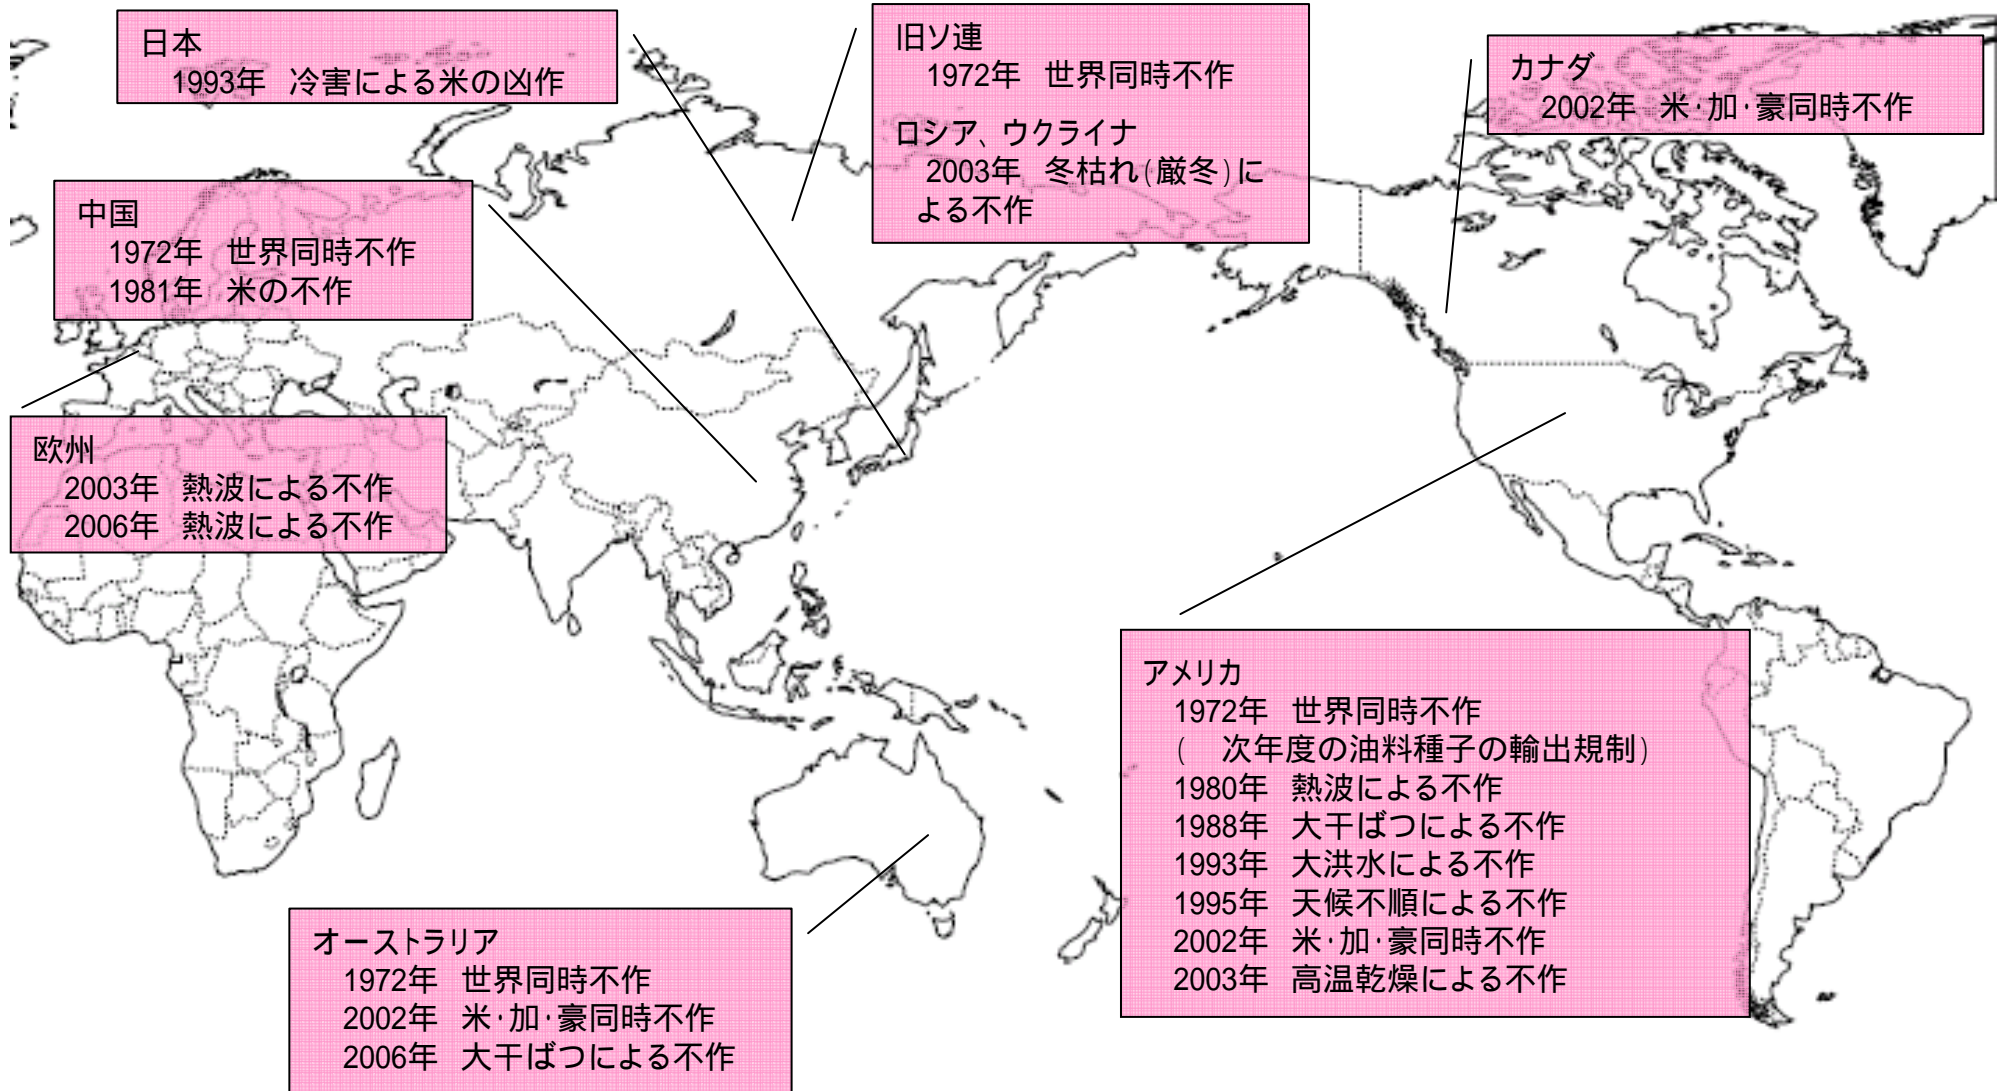 日本
1993年 冷害による米の凶作
旧ソ連
1972年 世界同時不作
ロシア、ウクライナ
2003年 冬枯れ(厳冬)に
よる不作
カナダ
2002年 米・加・豪同時不作
中国
1972年 世界同時不作
1981年 米の不作
欧州
2003年 熱波による不作
2006年 熱波による不作
アメリカ
1972年 世界同時不作
( 次年度の油料種子の輸出規制)
1980年 熱波による不作
1988年 大干ばつによる不作
1993年 大洪水による不作
1995年 天候不順による不作
2002年 米・加・豪同時不作
2003年 高温乾燥による不作
オーストラリア
1972年 世界同時不作
2002年 米・加・豪同時不作
2006年 大干ばつによる不作